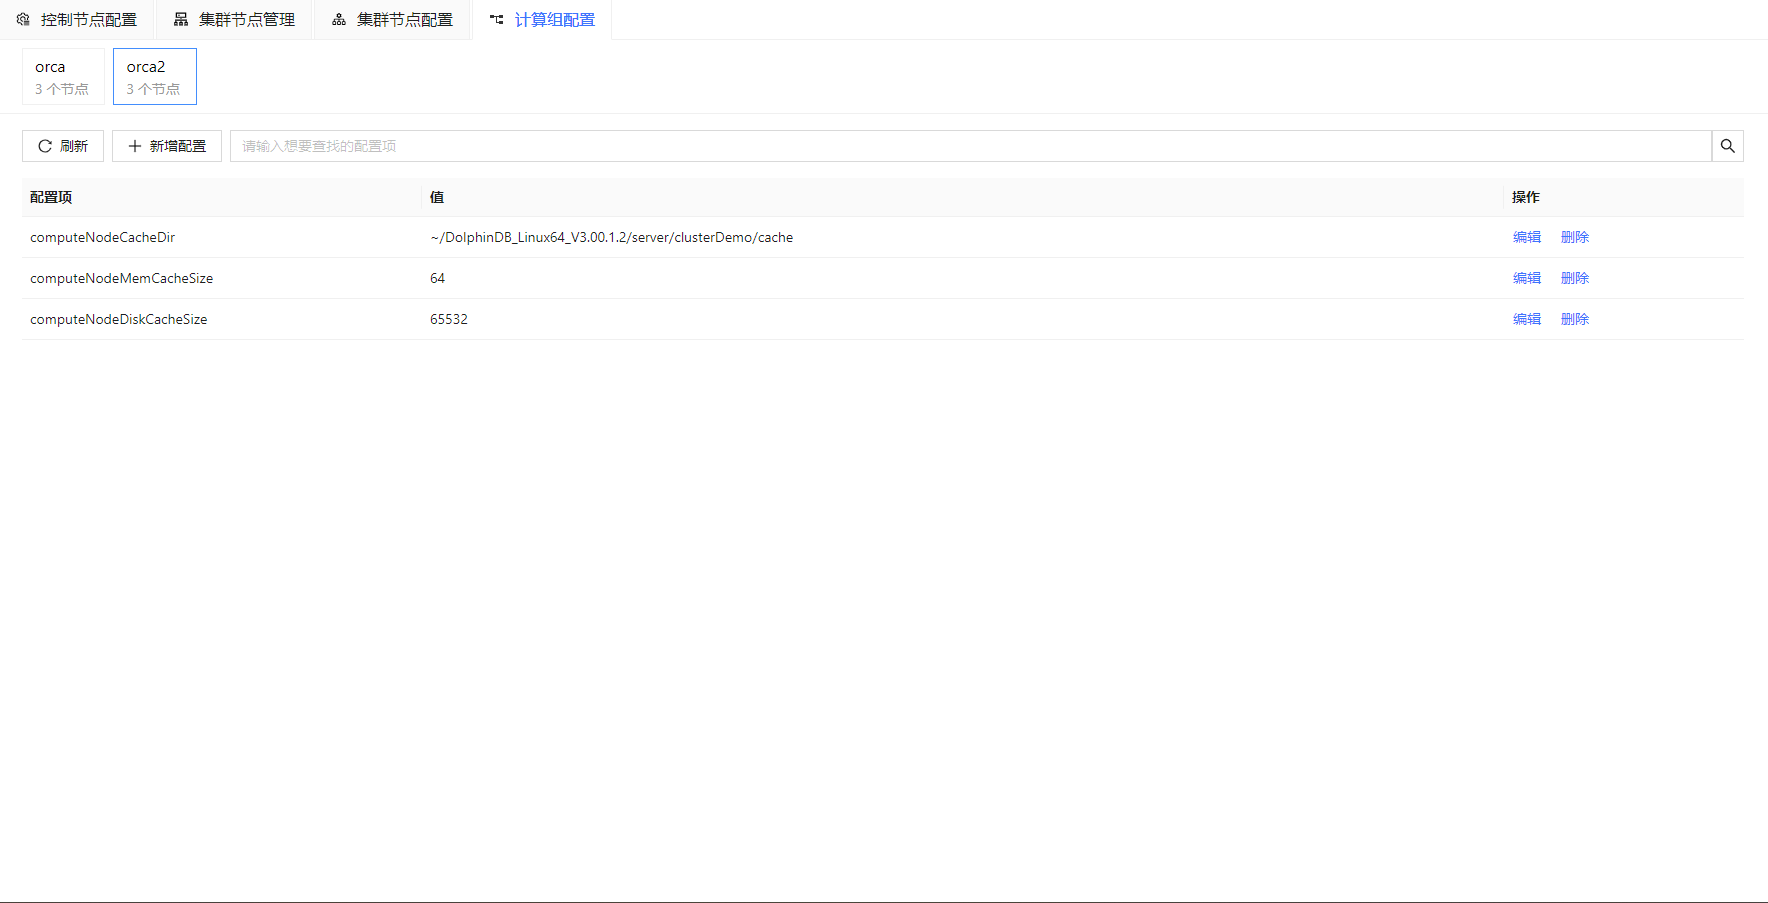 控制节点配置 集群节点管理 集群节点配置 计算组配置
orca orca2
3 个节点 3 个节点
刷新 新增配置 请输入想要查找的配置项
配置项 值 操作
computeNodeCacheDir ~/DolphinDB_Linux64_V3.00.1.2/server/clusterDemo/cache 编辑 删除
computeNodeMemCacheSize 64 编辑 删除
computeNodeDiskCacheSize 65532 编辑 删除